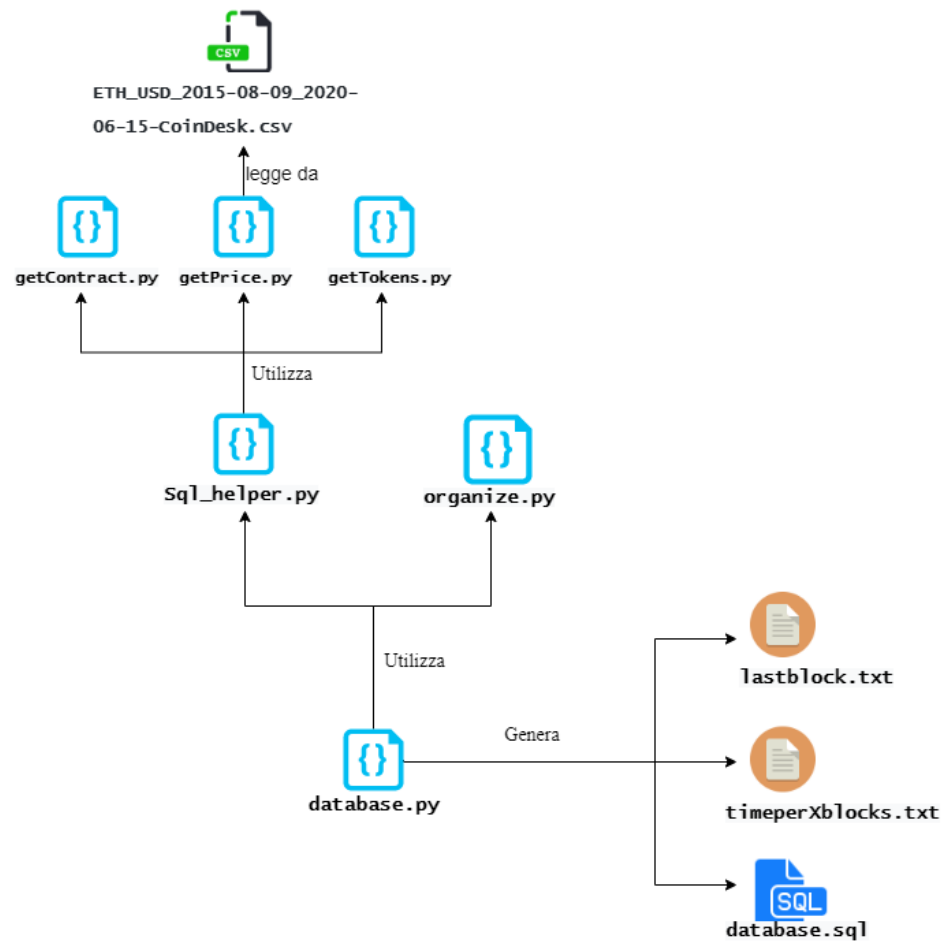 CSV
ETH_USD_2015-08-09_2020-
06-15-CoinDesk.csv
legge da
{}
{}
{}
getContract.py
getPrice.py
getTokens.py
Utilizza
{}
{}
Sql_helper.py
organize.py
Utilizza
lastblock.txt
Genera
{}
database.py
timeperXblocks.txt
SQL
database.sql